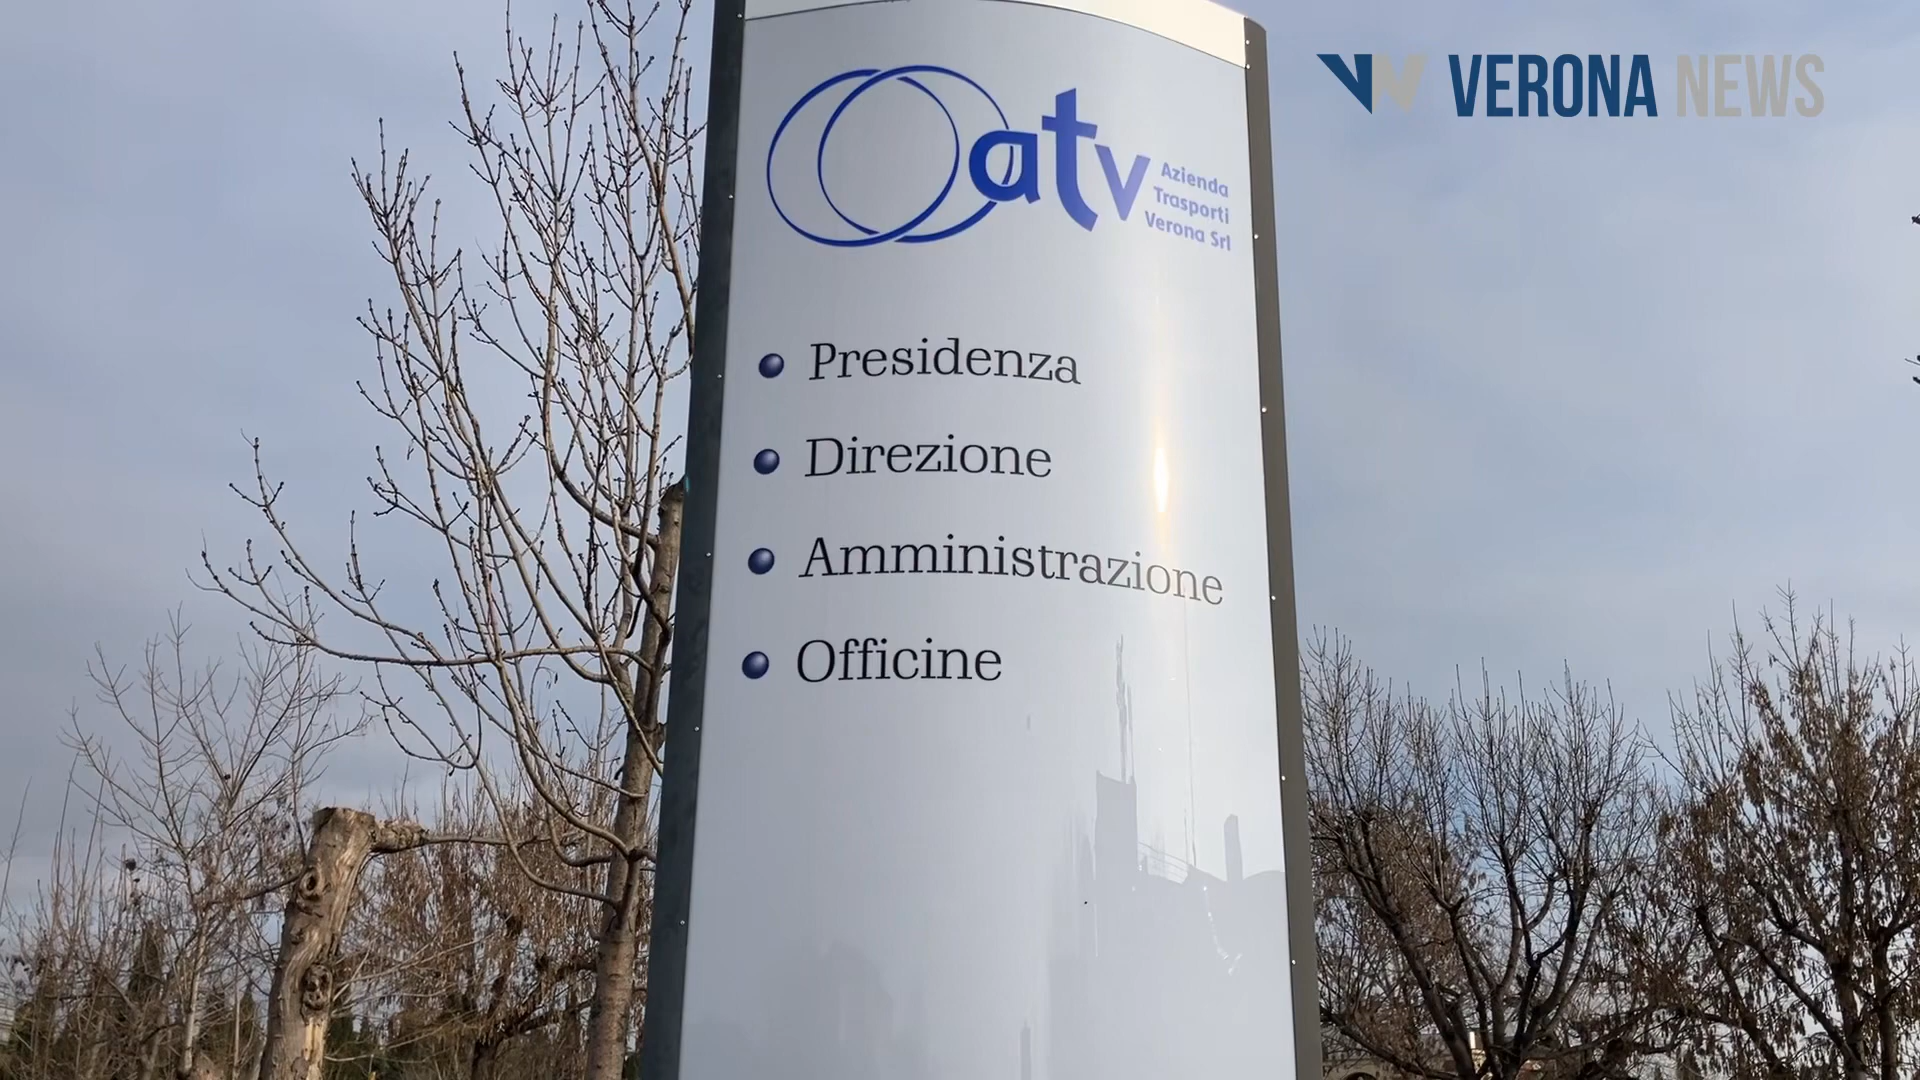 VERONA NEWS
atv
Azienda
Trasporti
Verona Srl
Presidenza
Direzione
Amministrazione
Officine